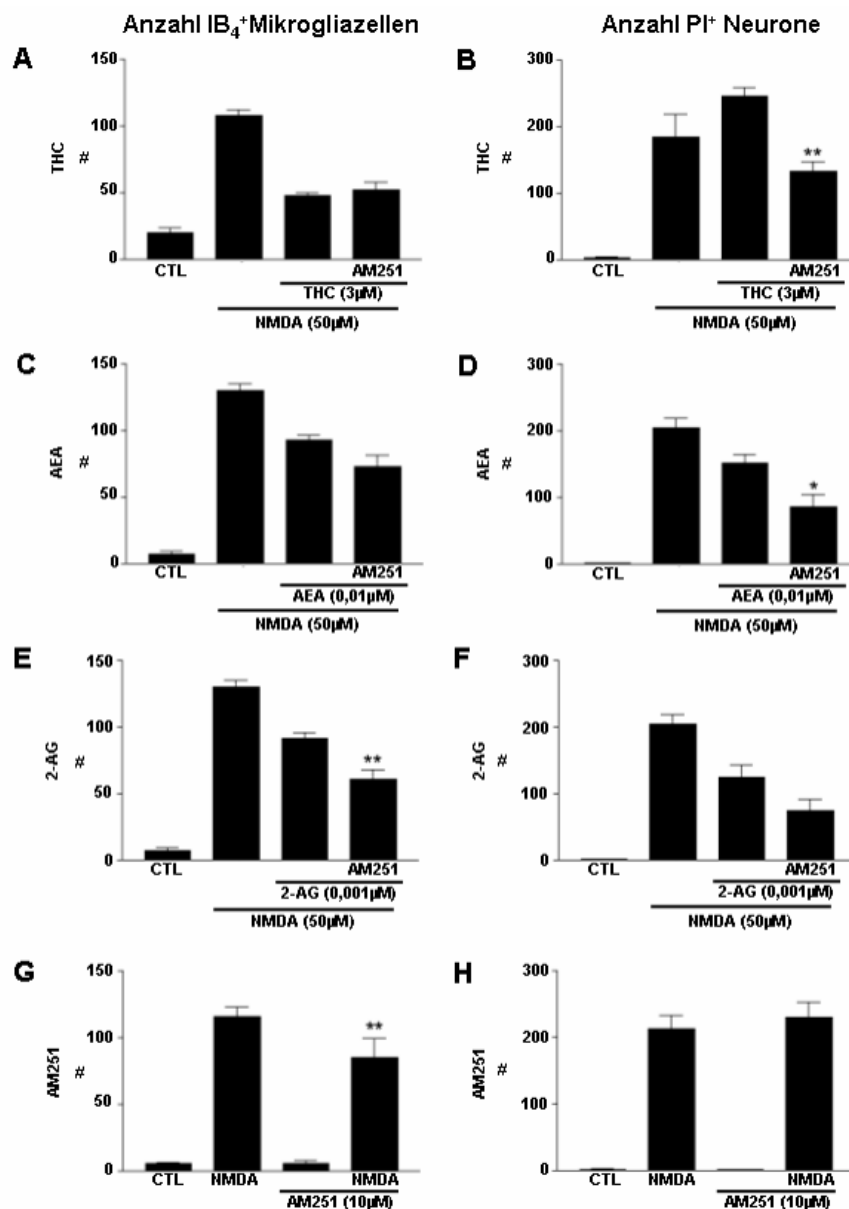 Anzahl IB₄⁺Mikrogliazellen
Anzahl PI⁺ Neurone
A
150
100
50
0
THC
#
CTL
AM251
THC (3µM)
NMDA (50µM)
B
300
200
100
0
THC
#
**
CTL
AM251
THC (3µM)
NMDA (50µM)
C
150
100
50
0
AEA
#
CTL
AM251
AEA (0,01µM)
NMDA (50µM)
D
300
200
100
0
AEA
#
*
CTL
AM251
AEA (0,01µM)
NMDA (50µM)
E
150
100
50
0
2-AG
#
**
CTL
AM251
2-AG (0,001µM)
NMDA (50µM)
F
300
200
100
0
2-AG
#
CTL
AM251
2-AG (0,001µM)
NMDA (50µM)
G
150
100
50
0
AM251
#
**
CTL
NMDA
NMDA
AM251 (10µM)
H
300
200
100
0
AM251
#
CTL
NMDA
NMDA
AM251 (10µM)